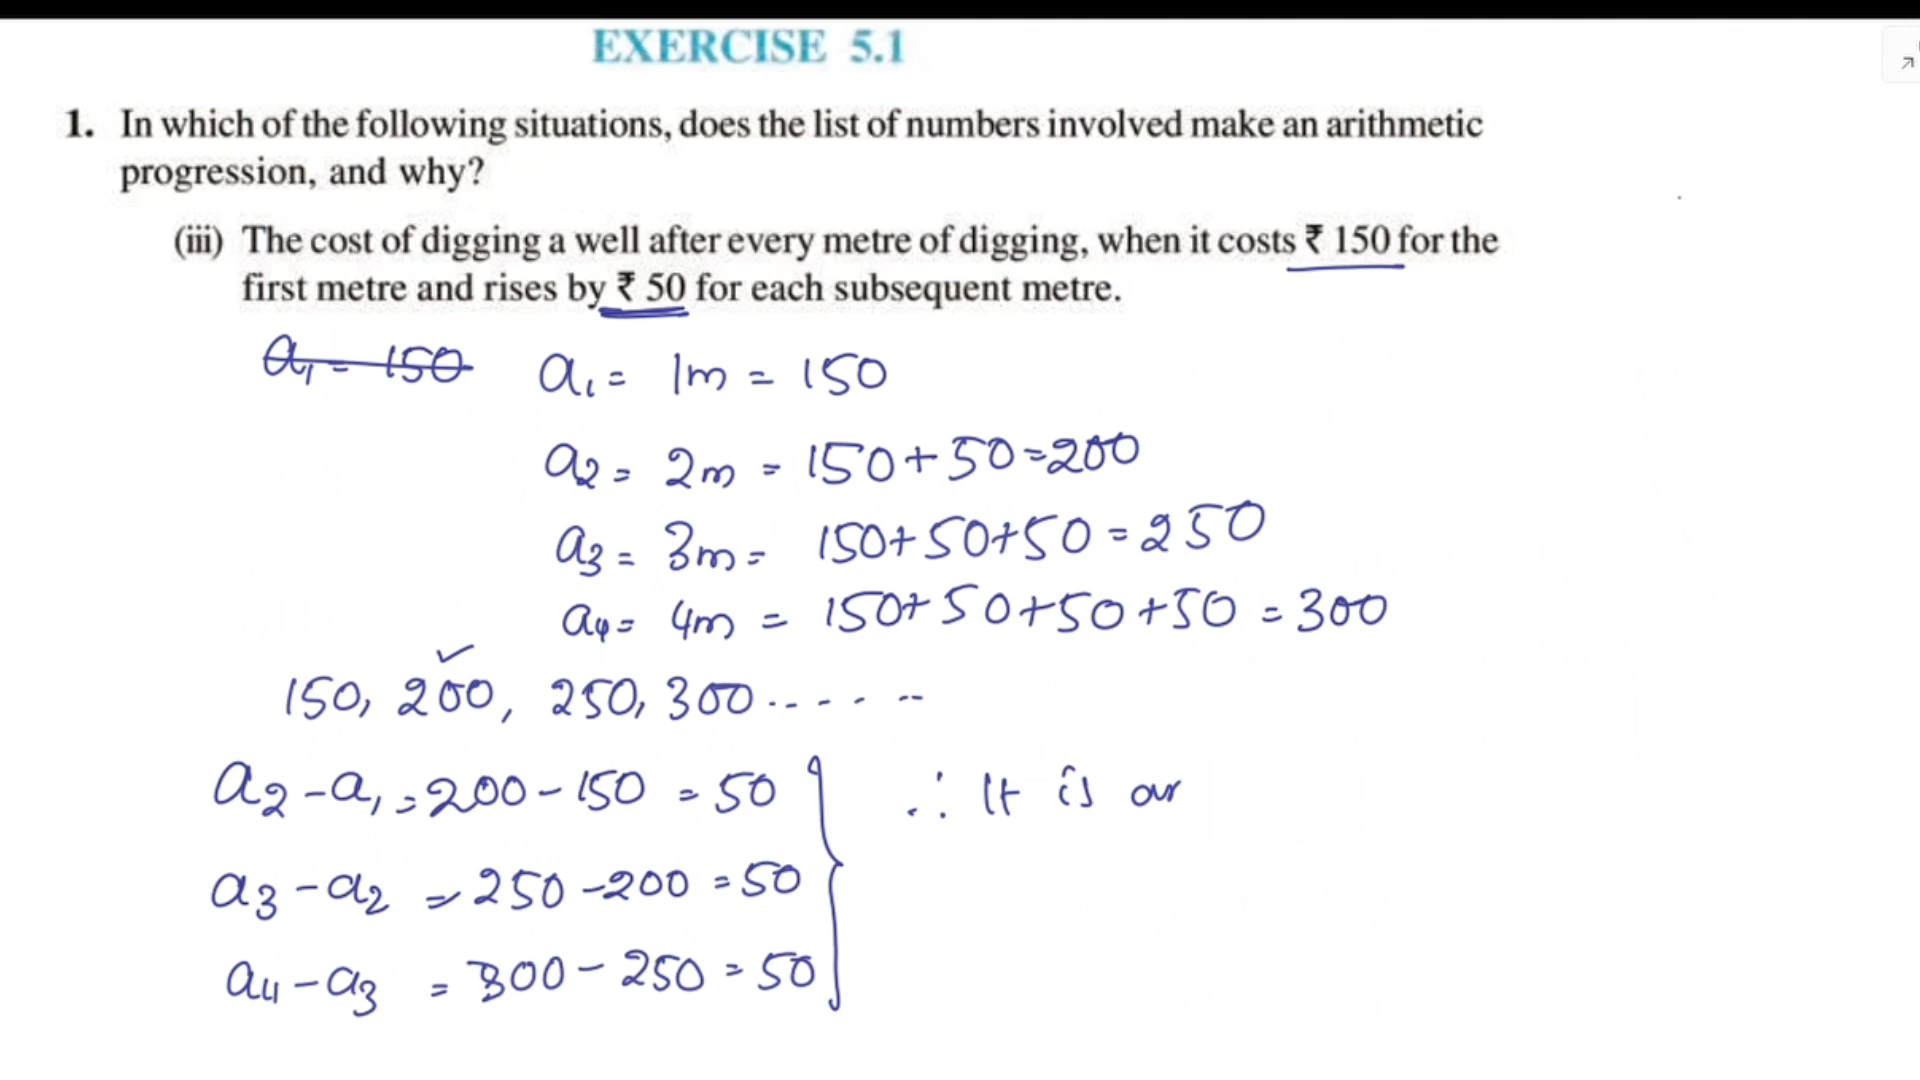 EXERCISE 5.1
1. In which of the following situations, does the list of numbers involved make an arithmetic
progression, and why?
(iii) The cost of digging a well after every metre of digging, when it costs ₹ 150 for the
first metre and rises by ₹ 50 for each subsequent metre.
a₁ = 150 a₁ = 1m = 150
a₂ = 2m = 150+50=200
a₃ = 3m = 150+50+50=250
a₄ = 4m = 150+50+50+50=300
150, 200, 250, 300.......
a₂-a₁=200-150=50 ∴ It is an
a₃-a₂=250-200=50
a₄-a₃=300-250=50